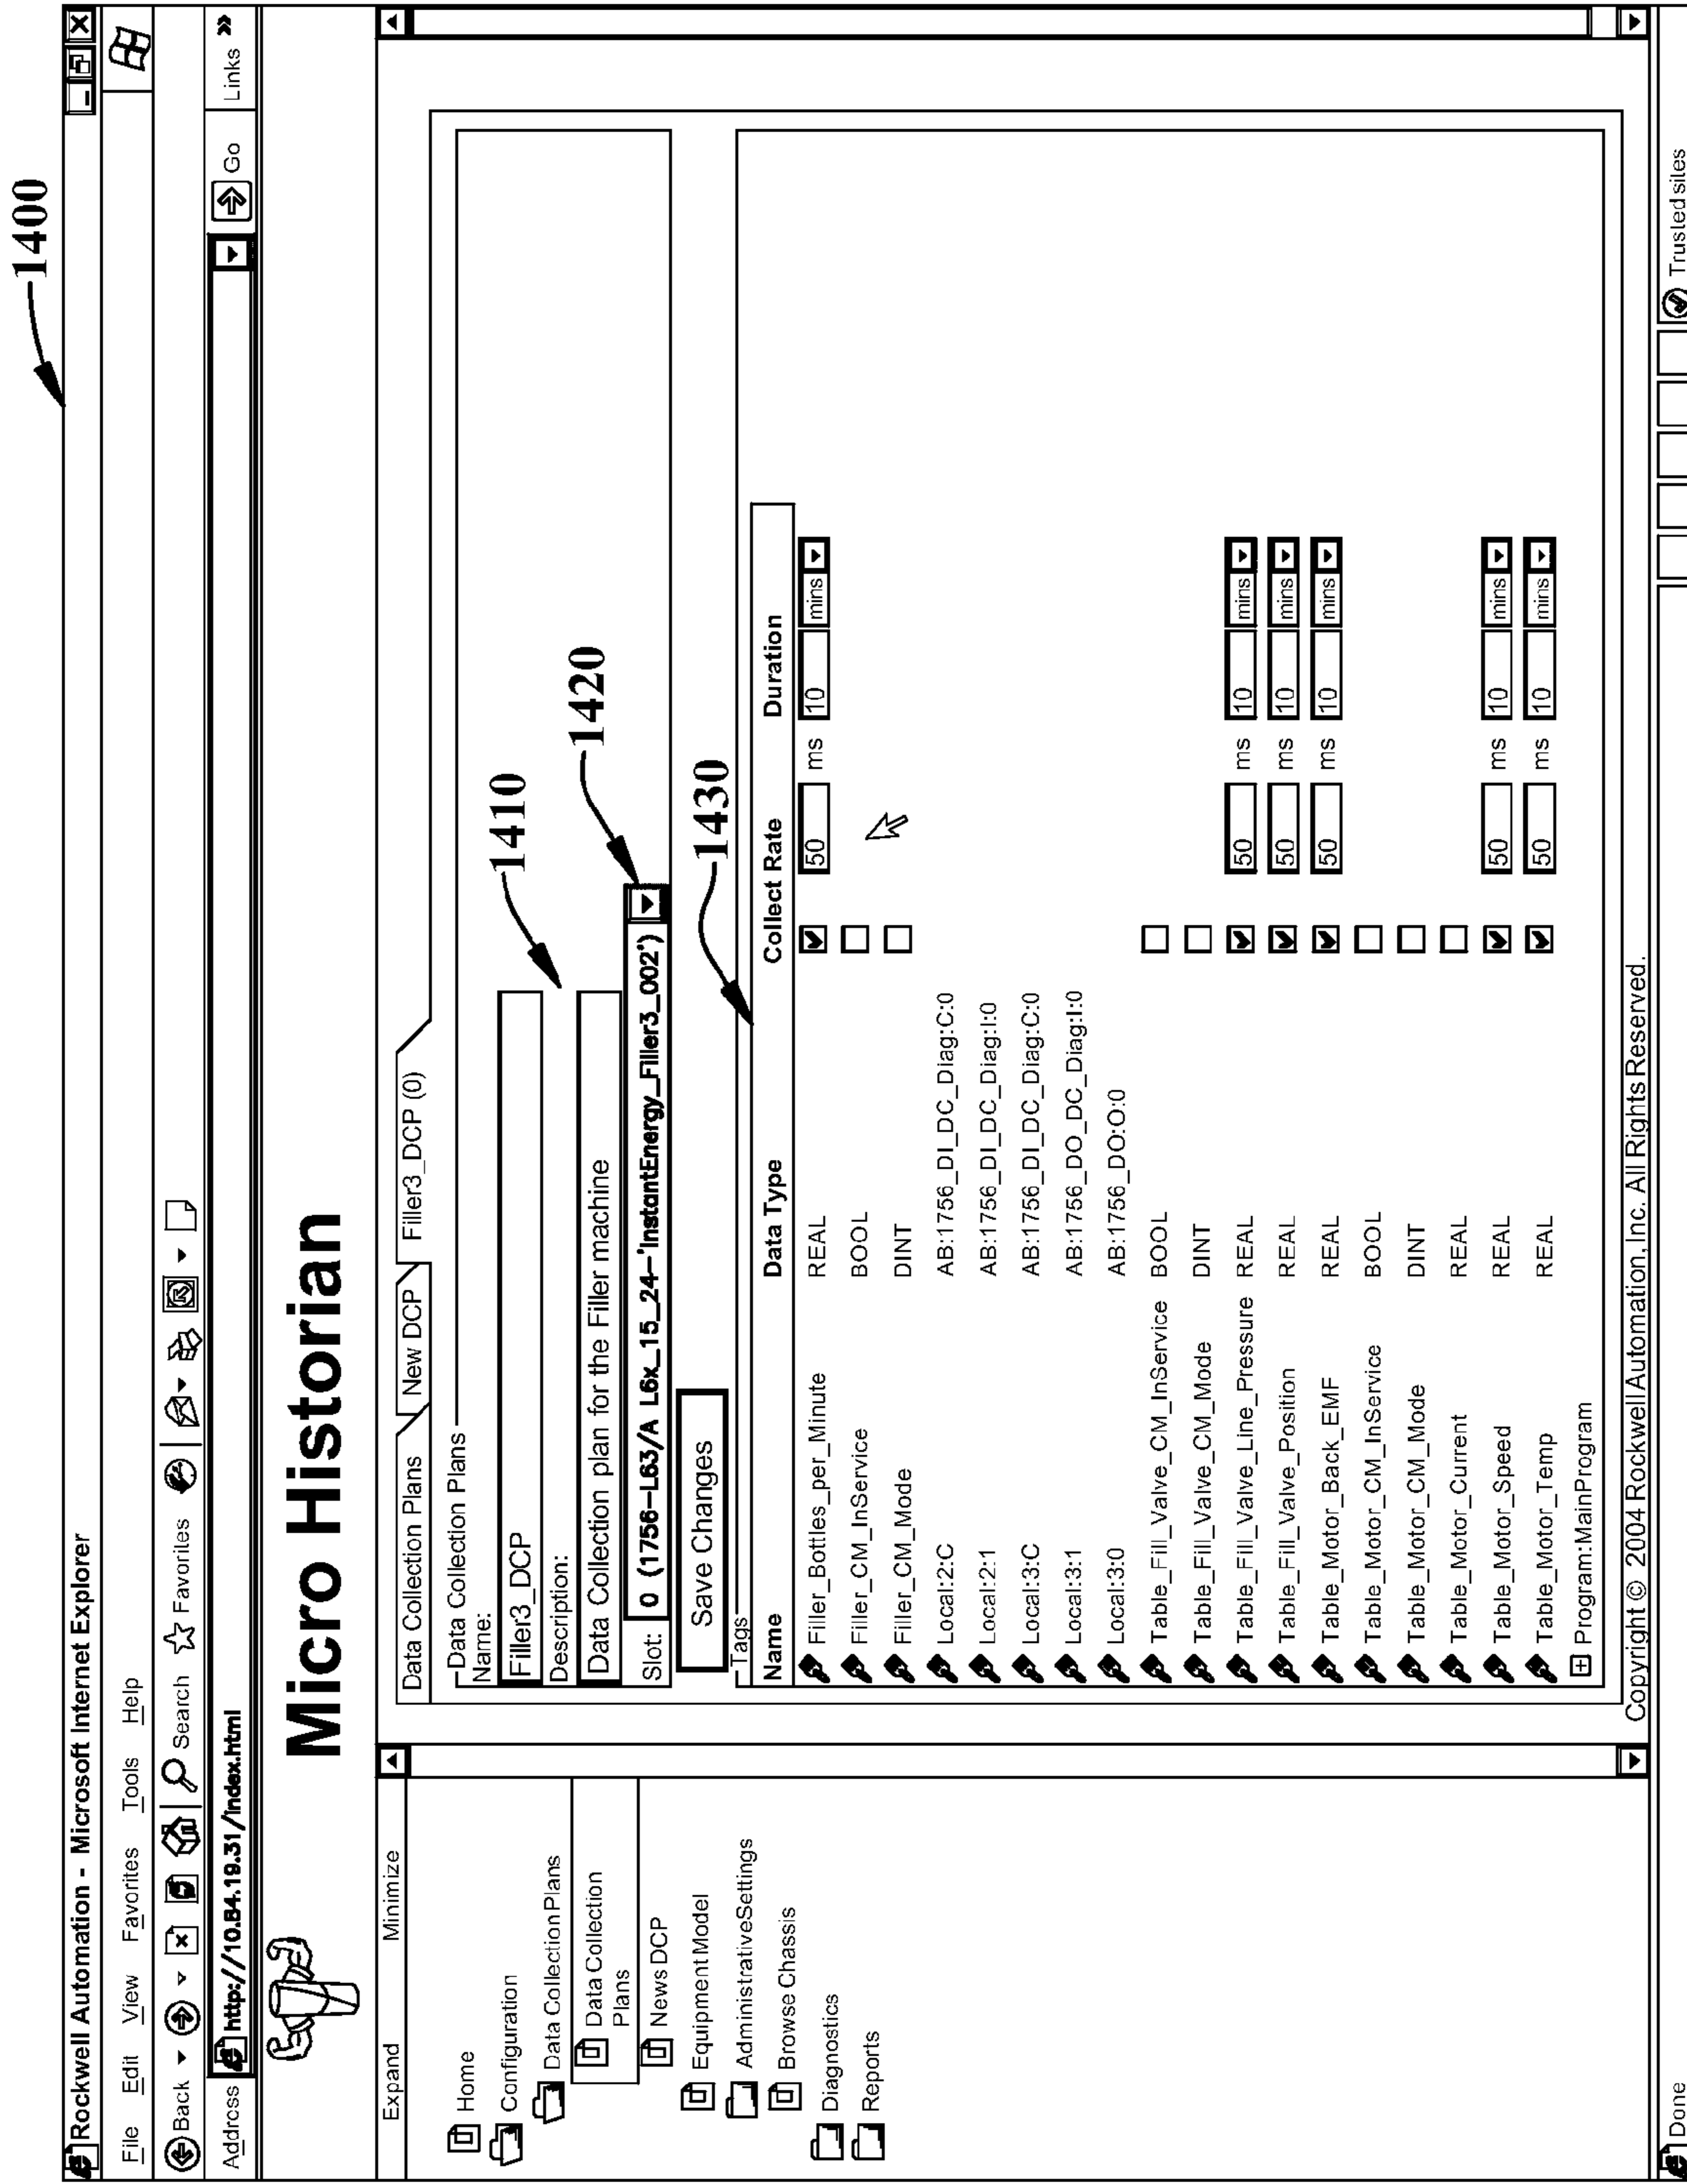 1400
Rockwell Automation - Microsoft Internet Explorer
File Edit View Favorites Tools Help
Back Search Favorites
Addrcss http://10.84.19.31/index.html Go Links »
Micro Historian
Expand Minimize
Home
Configuration
Data Collection Plans
Data Collection
Plans
News DCP
Equipment Model
Administrative Settings
Browse Chassis
Diagnostics
Reports
Data Collection Plans New DCP Filler3_DCP (0)
Data Collection Plans
Name:
Filler3_DCP
1410
Description:
Data Collection plan for the Filler machine
1420
Slot: 0 (1756-L63/A L6x_15_24-'InstantEnergy_Filler3_002")
Save Changes
1430
Tags
Name Data Type Collect Rate Duration
Filler_Bottles_per_Minute REAL 50 ms 10 mins
Filler_CM_InService BOOL
Filler_CM_Mode DINT
Local:2:C AB:1756_DI_DC_Diag:C:0
Local:2:1 AB:1756_DI_DC_Diag:I:0
Local:3:C AB:1756_DI_DC_Diag:C:0
Local:3:1 AB:1756_DO_DC_Diag:I:0
Local:3:0 AB:1756_DO:O:0
Table_Fill_Valve_CM_InService BOOL
Table_Fill_Valve_CM_Mode DINT
Table_Fill_Valve_Line_Pressure REAL 50 ms 10 mins
Table_Fill_Valve_Position REAL 50 ms 10 mins
Table_Motor_Back_EMF REAL 50 ms 10 mins
Table_Motor_CM_InService BOOL
Table_Motor_CM_Mode DINT
Table_Motor_Current REAL
Table_Motor_Speed REAL 50 ms 10 mins
Table_Motor_Temp REAL 50 ms 10 mins
Program:MainProgram
Copyright © 2004 Rockwell Automation, Inc. All Rights Reserved.
Done Trusted sites